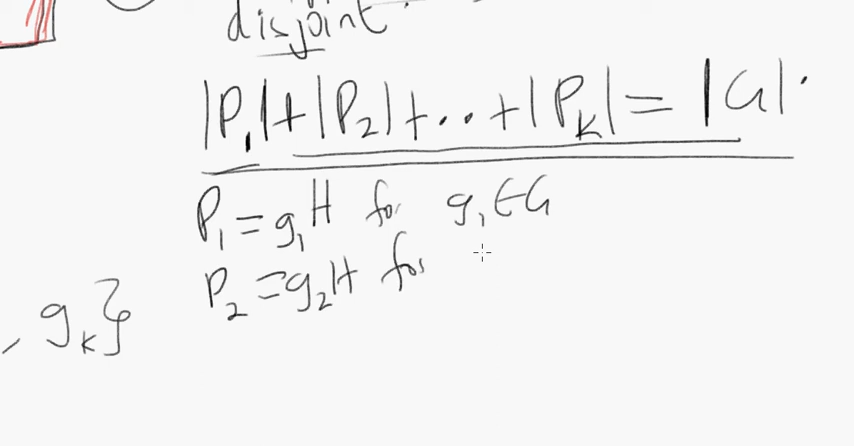 disjoint.
|P₁|+|P₂|+...+|Pₖ|=|G|.
P₁=g₁H for g₁∈G
P₂=g₂H for
, gₖ}